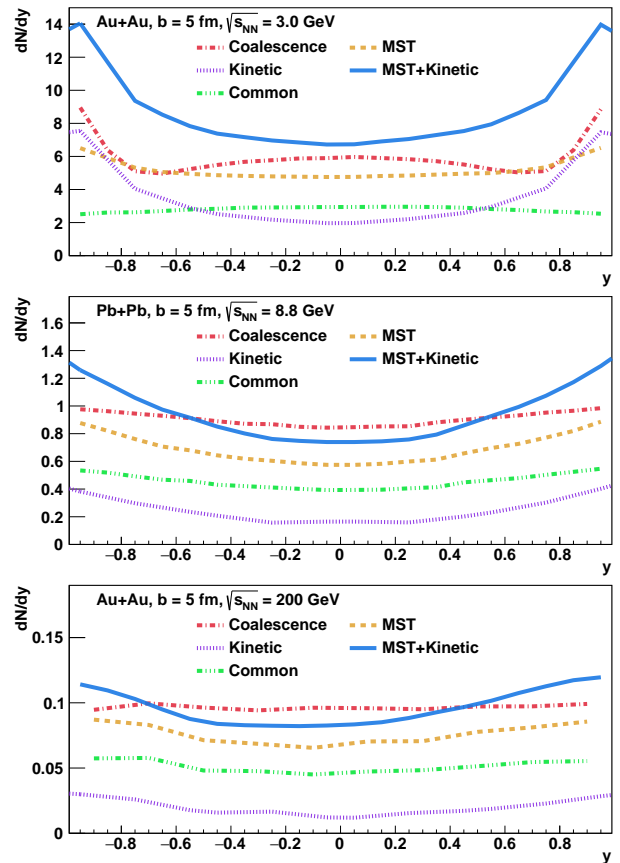 dN/dy
14
Au+Au, b = 5 fm, √sNN = 3.0 GeV
Coalescence
MST
12
Kinetic
MST+Kinetic
10
Common
8
6
4
2
0
−0.8 −0.6 −0.4 −0.2 0 0.2 0.4 0.6 0.8
y
dN/dy
1.6
Pb+Pb, b = 5 fm, √sNN = 8.8 GeV
1.4
Coalescence
MST
Kinetic
MST+Kinetic
1.2
Common
1
0.8
0.6
0.4
0.2
0
−0.8 −0.6 −0.4 −0.2 0 0.2 0.4 0.6 0.8
y
dN/dy
Au+Au, b = 5 fm, √sNN = 200 GeV
0.15
Coalescence
MST
Kinetic
MST+Kinetic
Common
0.1
0.05
0
−0.8 −0.6 −0.4 −0.2 0 0.2 0.4 0.6 0.8
y